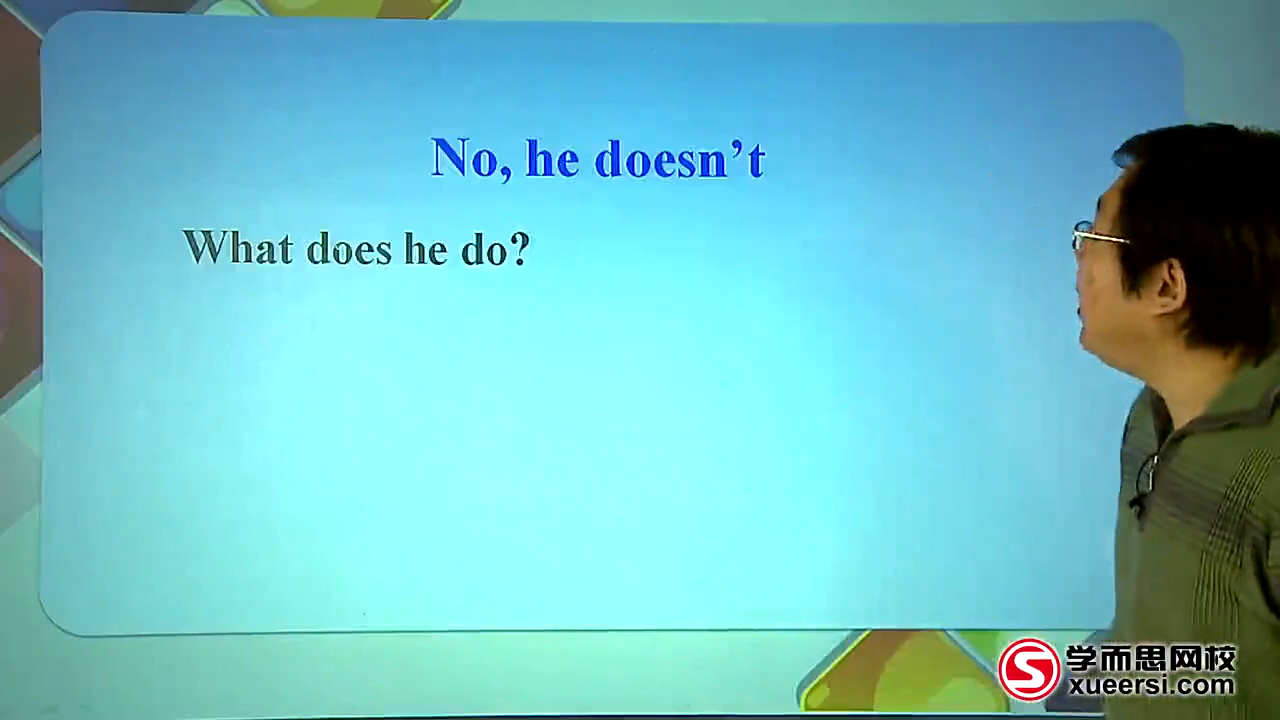 No, he doesn’t
What does he do?
学而思网校
xueersi.com